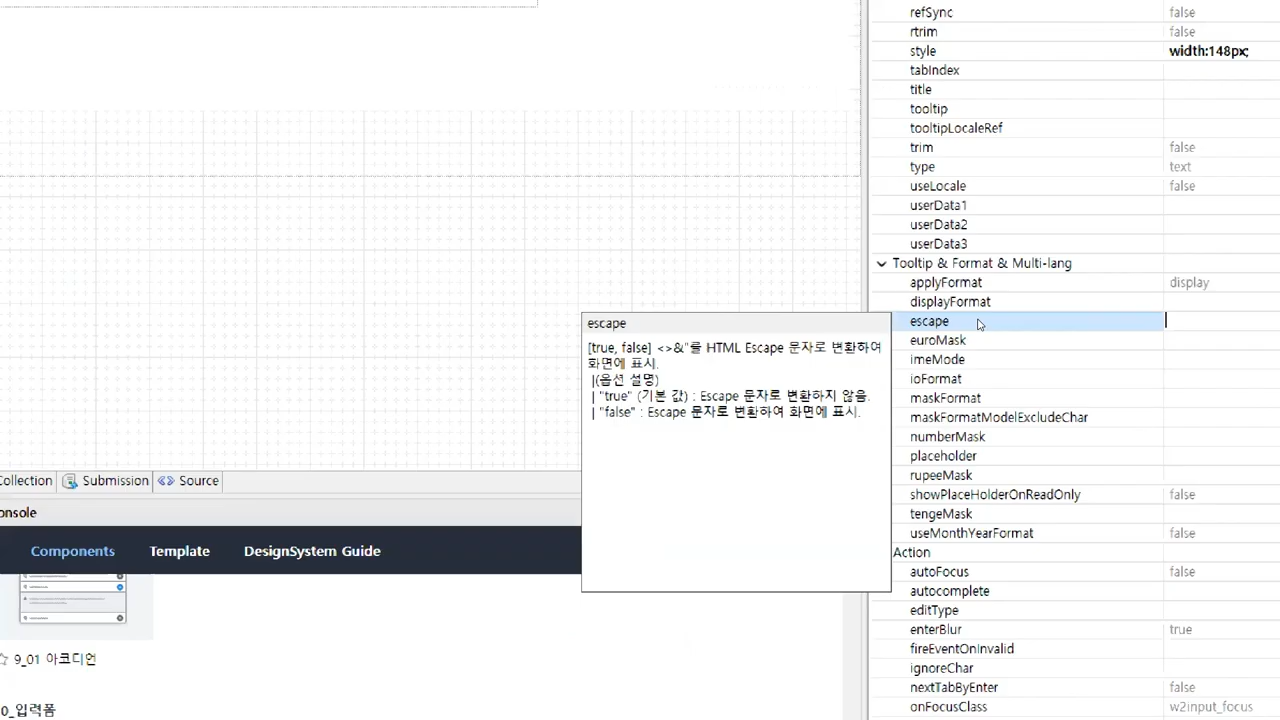 refSync false
rtrim false
style width:148px;
tabIndex
title
tooltip
tooltipLocaleRef
trim false
type text
useLocale false
userData1
userData2
userData3
Tooltip & Format & Multi-lang
applyFormat display
displayFormat
escape
euroMask
imeMode
ioFormat
maskFormat
maskFormatModelExcludeChar
numberMask
placeholder
rupeeMask
showPlaceHolderOnReadOnly false
tengeMask
useMonthYearFormat false
Action
autoFocus false
autocomplete
editType
enterBlur true
fireEventOnInvalid
ignoreChar
nextTabByEnter false
onFocusClass w2input_focus
escape
[true, false] <>&"를 HTML Escape 문자로 변환하여
화면에 표시.
|(옵션 설명)
| "true" (기본 값) : Escape 문자로 변환하지 않음.
| "false" : Escape 문자로 변환하여 화면에 표시.
Collection Submission Source
onsole
Components Template DesignSystem Guide
9_01 아코디언
0_입력폼